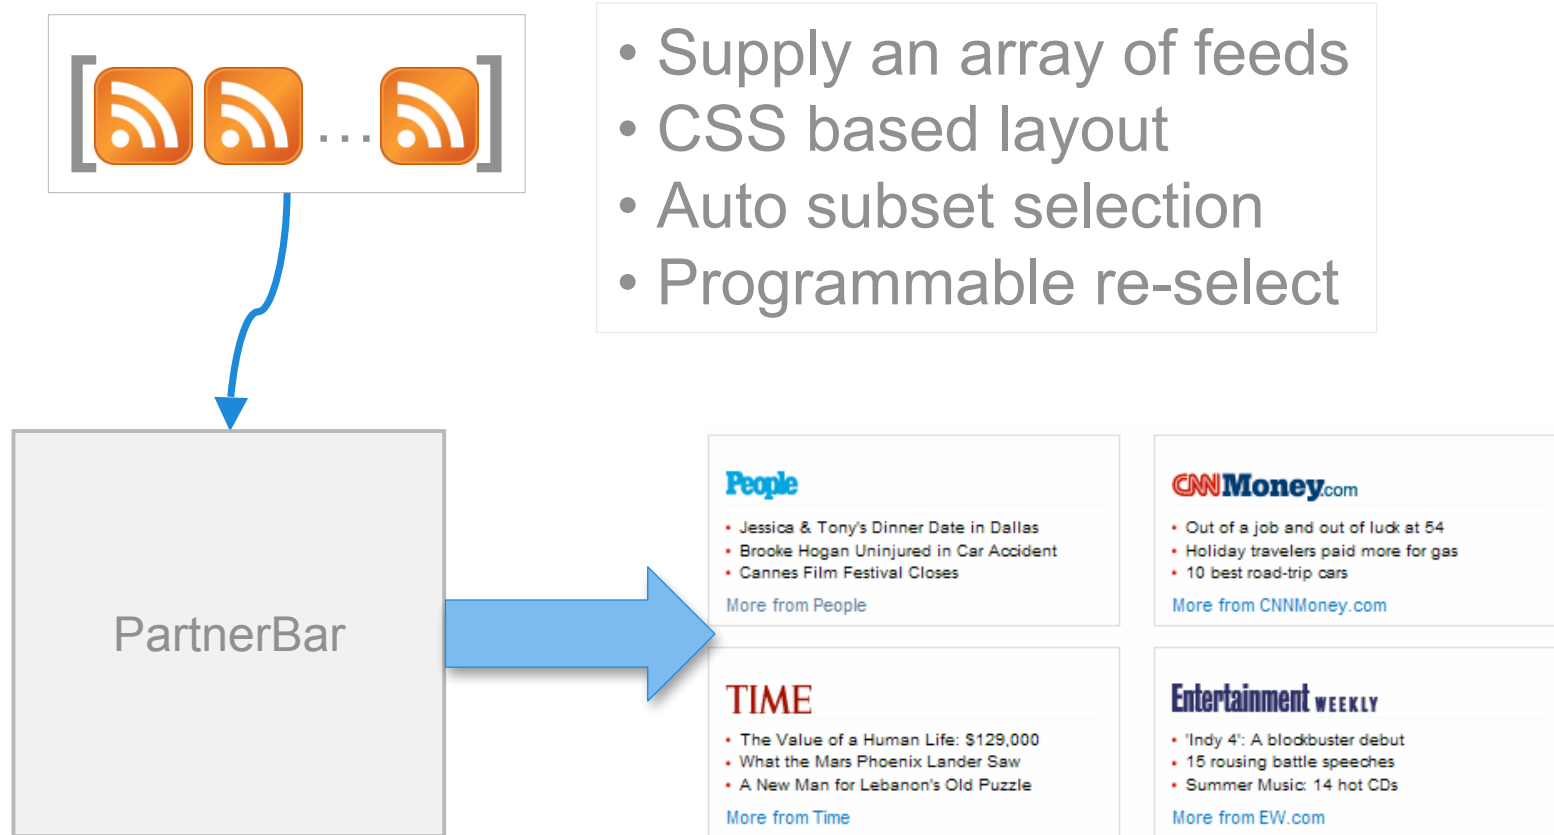 [ ... ]
• Supply an array of feeds
• CSS based layout
• Auto subset selection
• Programmable re-select
PartnerBar
People
• Jessica & Tony's Dinner Date in Dallas
• Brooke Hogan Uninjured in Car Accident
• Cannes Film Festival Closes
More from People
CNNMoney.com
• Out of a job and out of luck at 54
• Holiday travelers paid more for gas
• 10 best road-trip cars
More from CNNMoney.com
TIME
• The Value of a Human Life: $129,000
• What the Mars Phoenix Lander Saw
• A New Man for Lebanon's Old Puzzle
More from Time
Entertainment WEEKLY
• 'Indy 4': A blockbuster debut
• 15 rousing battle speeches
• Summer Music: 14 hot CDs
More from EW.com